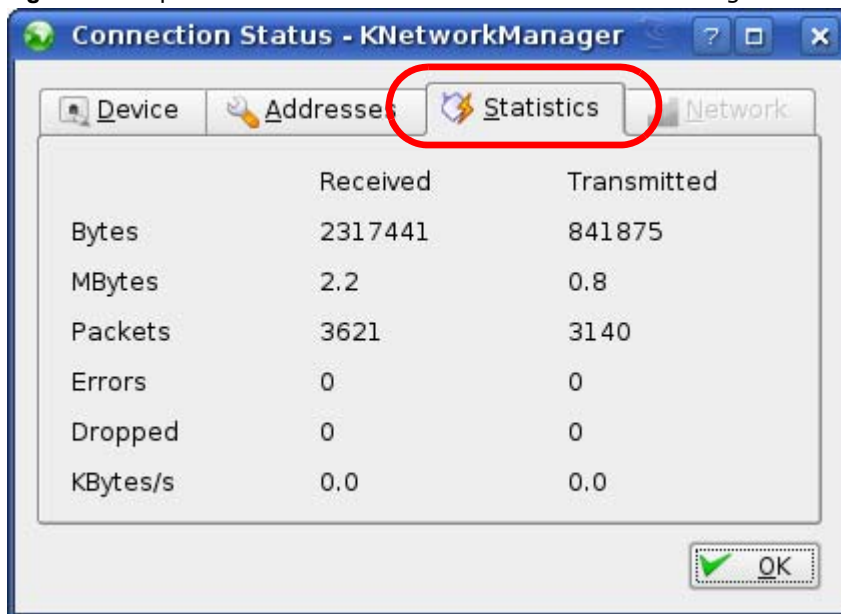 Connection Status - KNetworkManager
Device Addresses Statistics Network
Received Transmitted
Bytes 2317441 841875
MBytes 2.2 0.8
Packets 3621 3140
Errors 0 0
Dropped 0 0
KBytes/s 0.0 0.0
OK